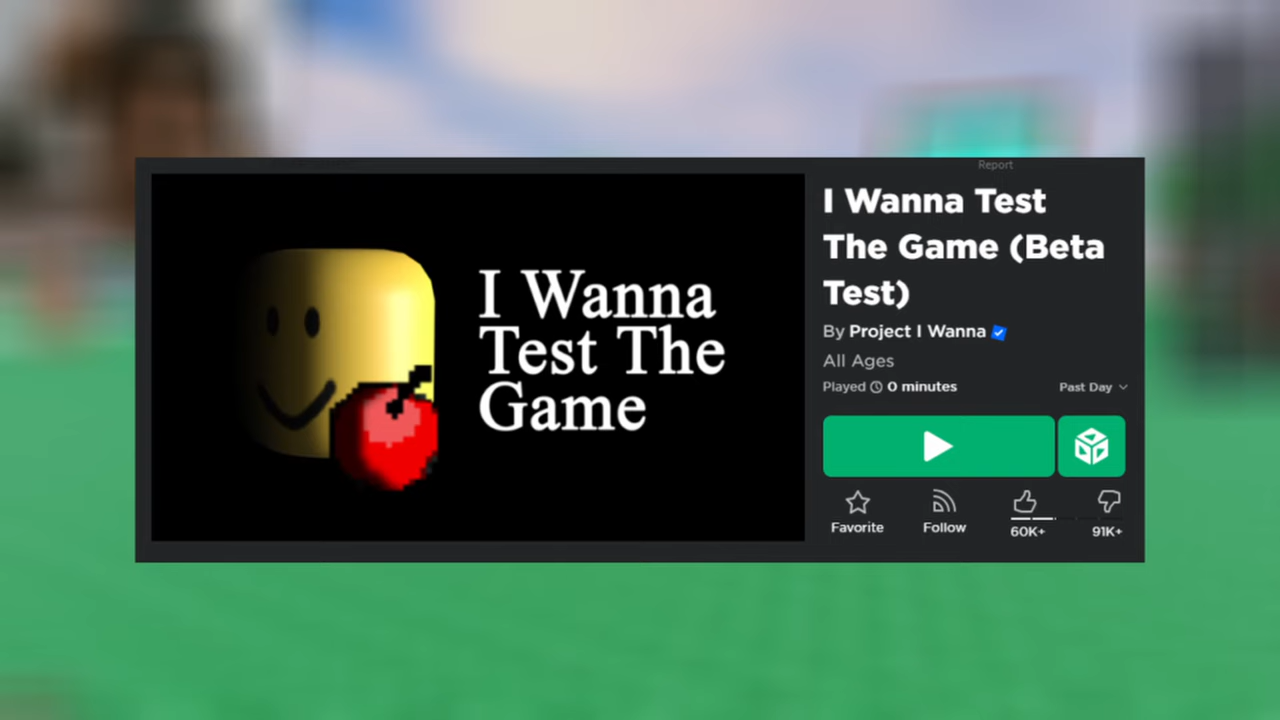 I Wanna
Test The
Game
Report
I Wanna Test
The Game (Beta
Test)
By Project I Wanna
All Ages
Played 0 minutes
Past Day
Favorite
Follow
60K+
91K+